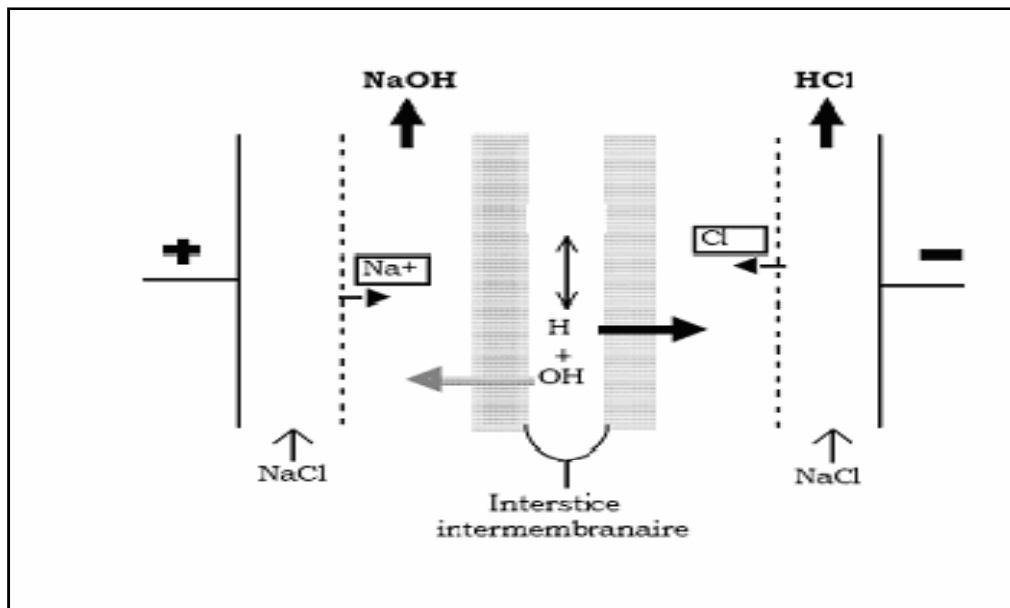 NaOH
HCl
+
Na+
Cl
−
H
+
OH
NaCl
NaCl
Interstice
intermembranaire